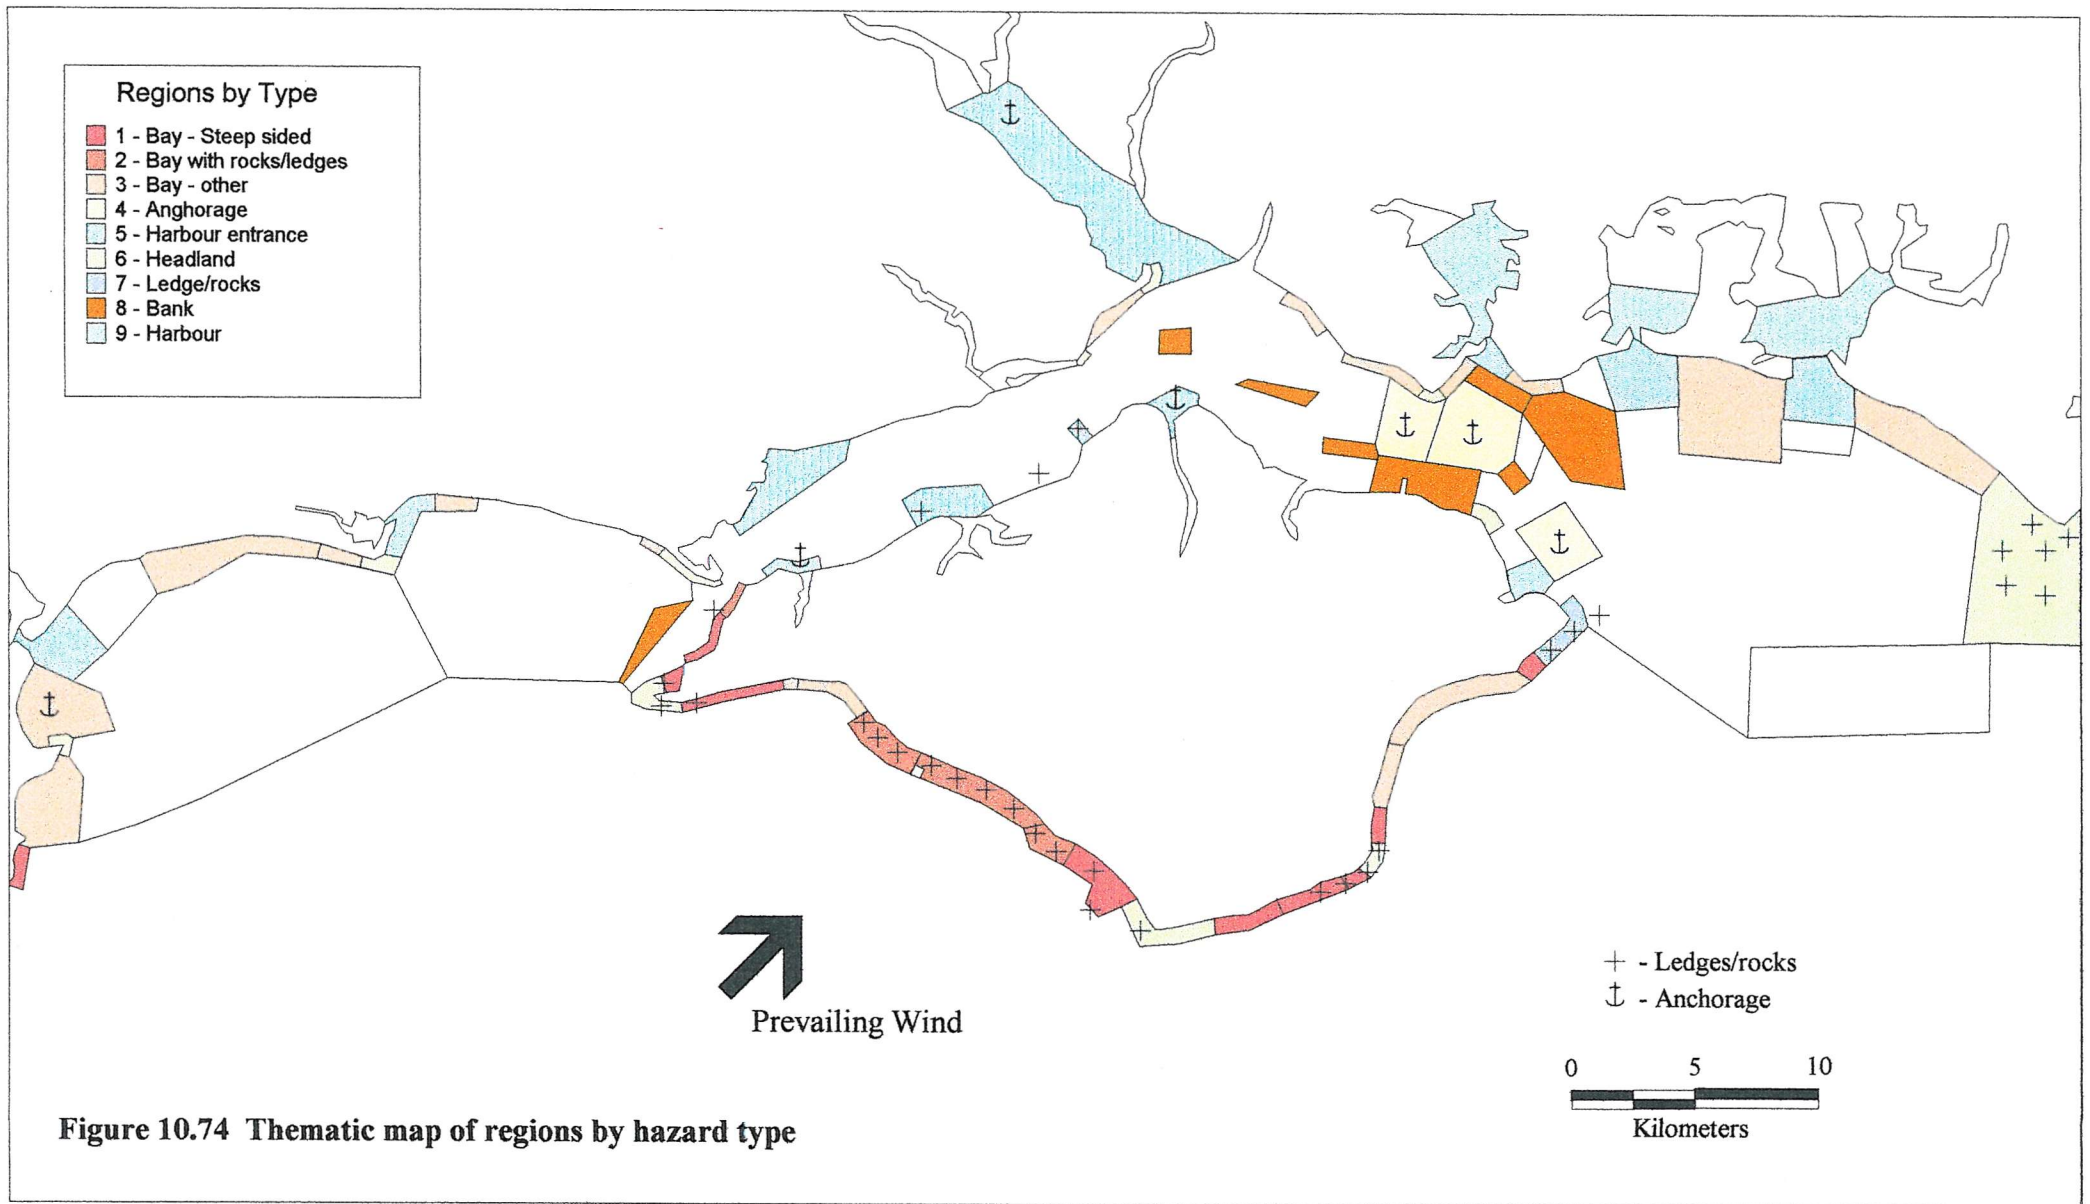 Regions by Type
1 - Bay - Steep sided
2 - Bay with rocks/ledges
3 - Bay - other
4 - Anghorage
5 - Harbour entrance
6 - Headland
7 - Ledge/rocks
8 - Bank
9 - Harbour
Prevailing Wind
- Ledges/rocks
- Anchorage
0 5 10
Kilometers
Figure 10.74 Thematic map of regions by hazard type